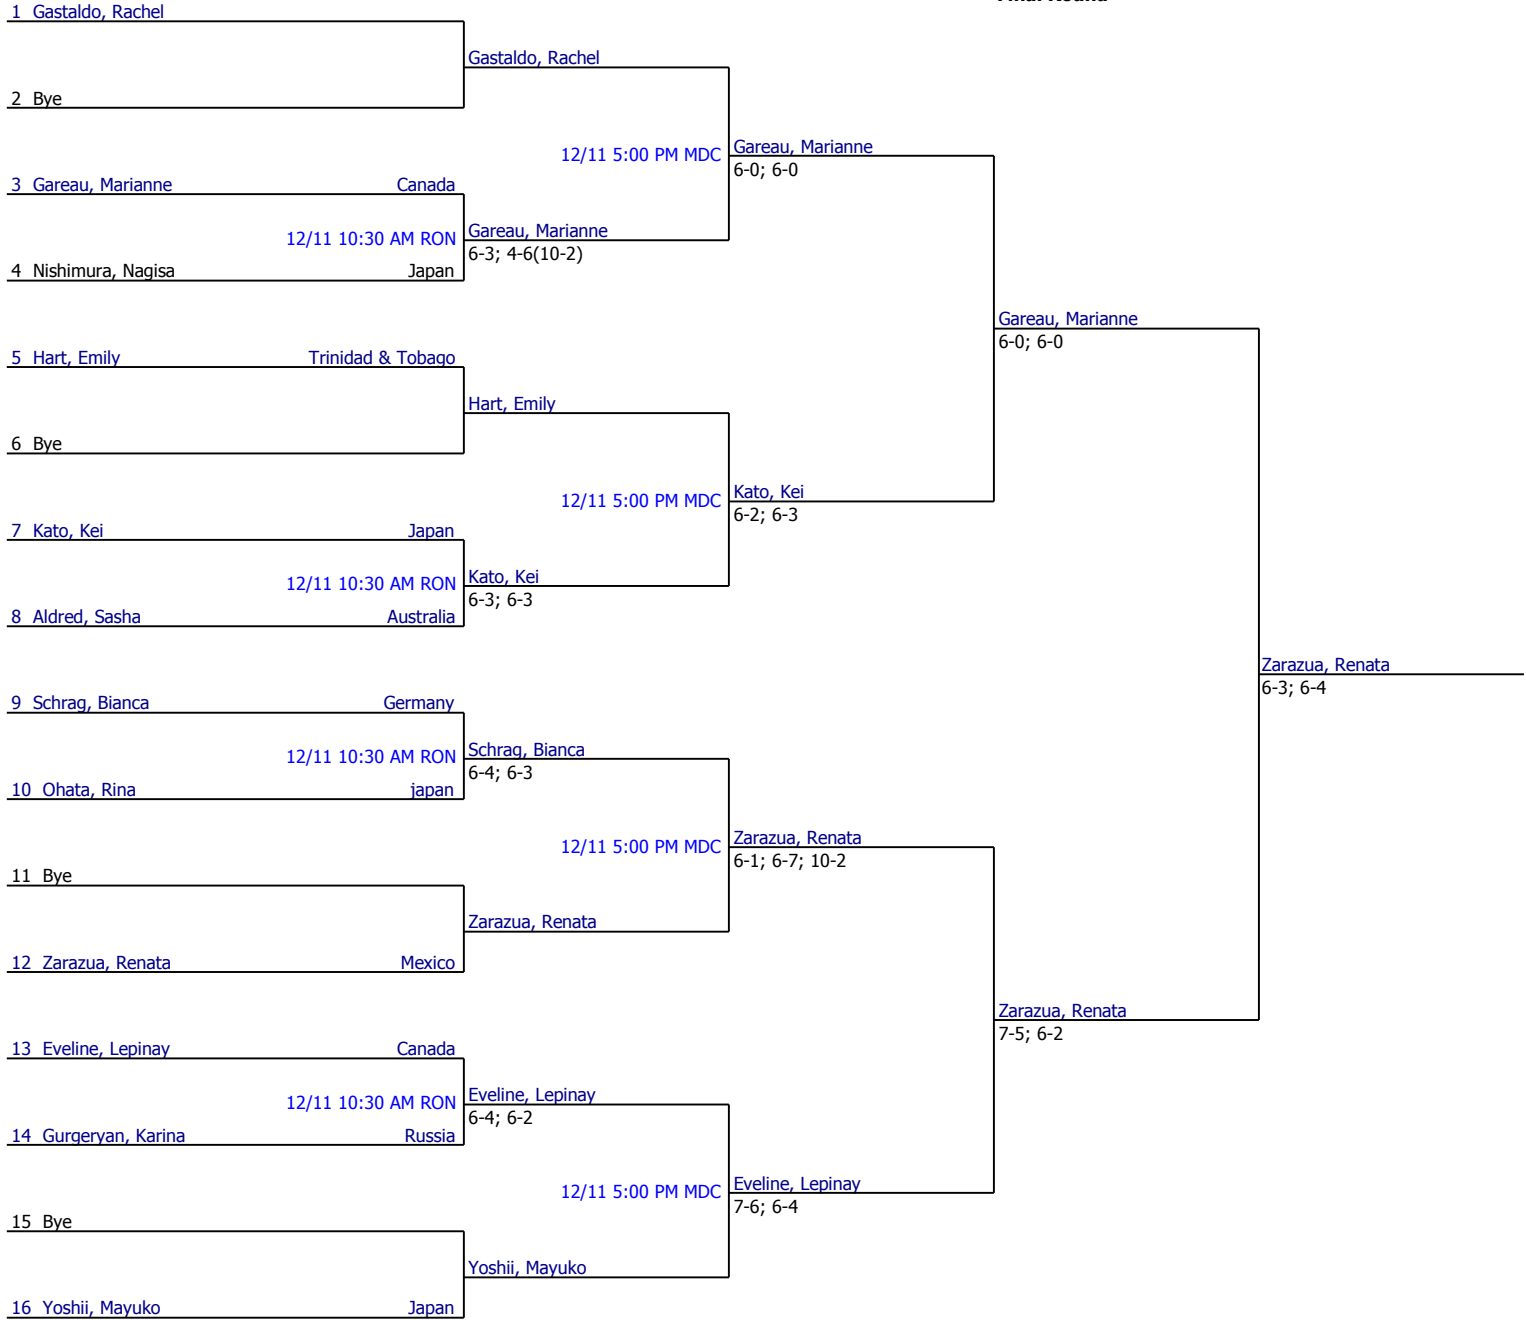 Final Round
1 Gastaldo, Rachel
Gastaldo, Rachel
2 Bye
12/11 5:00 PM MDC
Gareau, Marianne
6-0; 6-0
3 Gareau, Marianne Canada
12/11 10:30 AM RON
Gareau, Marianne
6-3; 4-6(10-2)
4 Nishimura, Nagisa Japan
Gareau, Marianne
6-0; 6-0
5 Hart, Emily Trinidad & Tobago
Hart, Emily
6 Bye
12/11 5:00 PM MDC
Kato, Kei
6-2; 6-3
7 Kato, Kei Japan
12/11 10:30 AM RON
Kato, Kei
6-3; 6-3
8 Aldred, Sasha Australia
Zarazua, Renata
6-3; 6-4
9 Schrag, Bianca Germany
12/11 10:30 AM RON
Schrag, Bianca
6-4; 6-3
10 Ohata, Rina japan
12/11 5:00 PM MDC
Zarazua, Renata
6-1; 6-7; 10-2
11 Bye
Zarazua, Renata
12 Zarazua, Renata Mexico
Zarazua, Renata
7-5; 6-2
13 Eveline, Lepinay Canada
12/11 10:30 AM RON
Eveline, Lepinay
6-4; 6-2
14 Gurgeryan, Karina Russia
12/11 5:00 PM MDC
Eveline, Lepinay
7-6; 6-4
15 Bye
Yoshii, Mayuko
16 Yoshii, Mayuko Japan